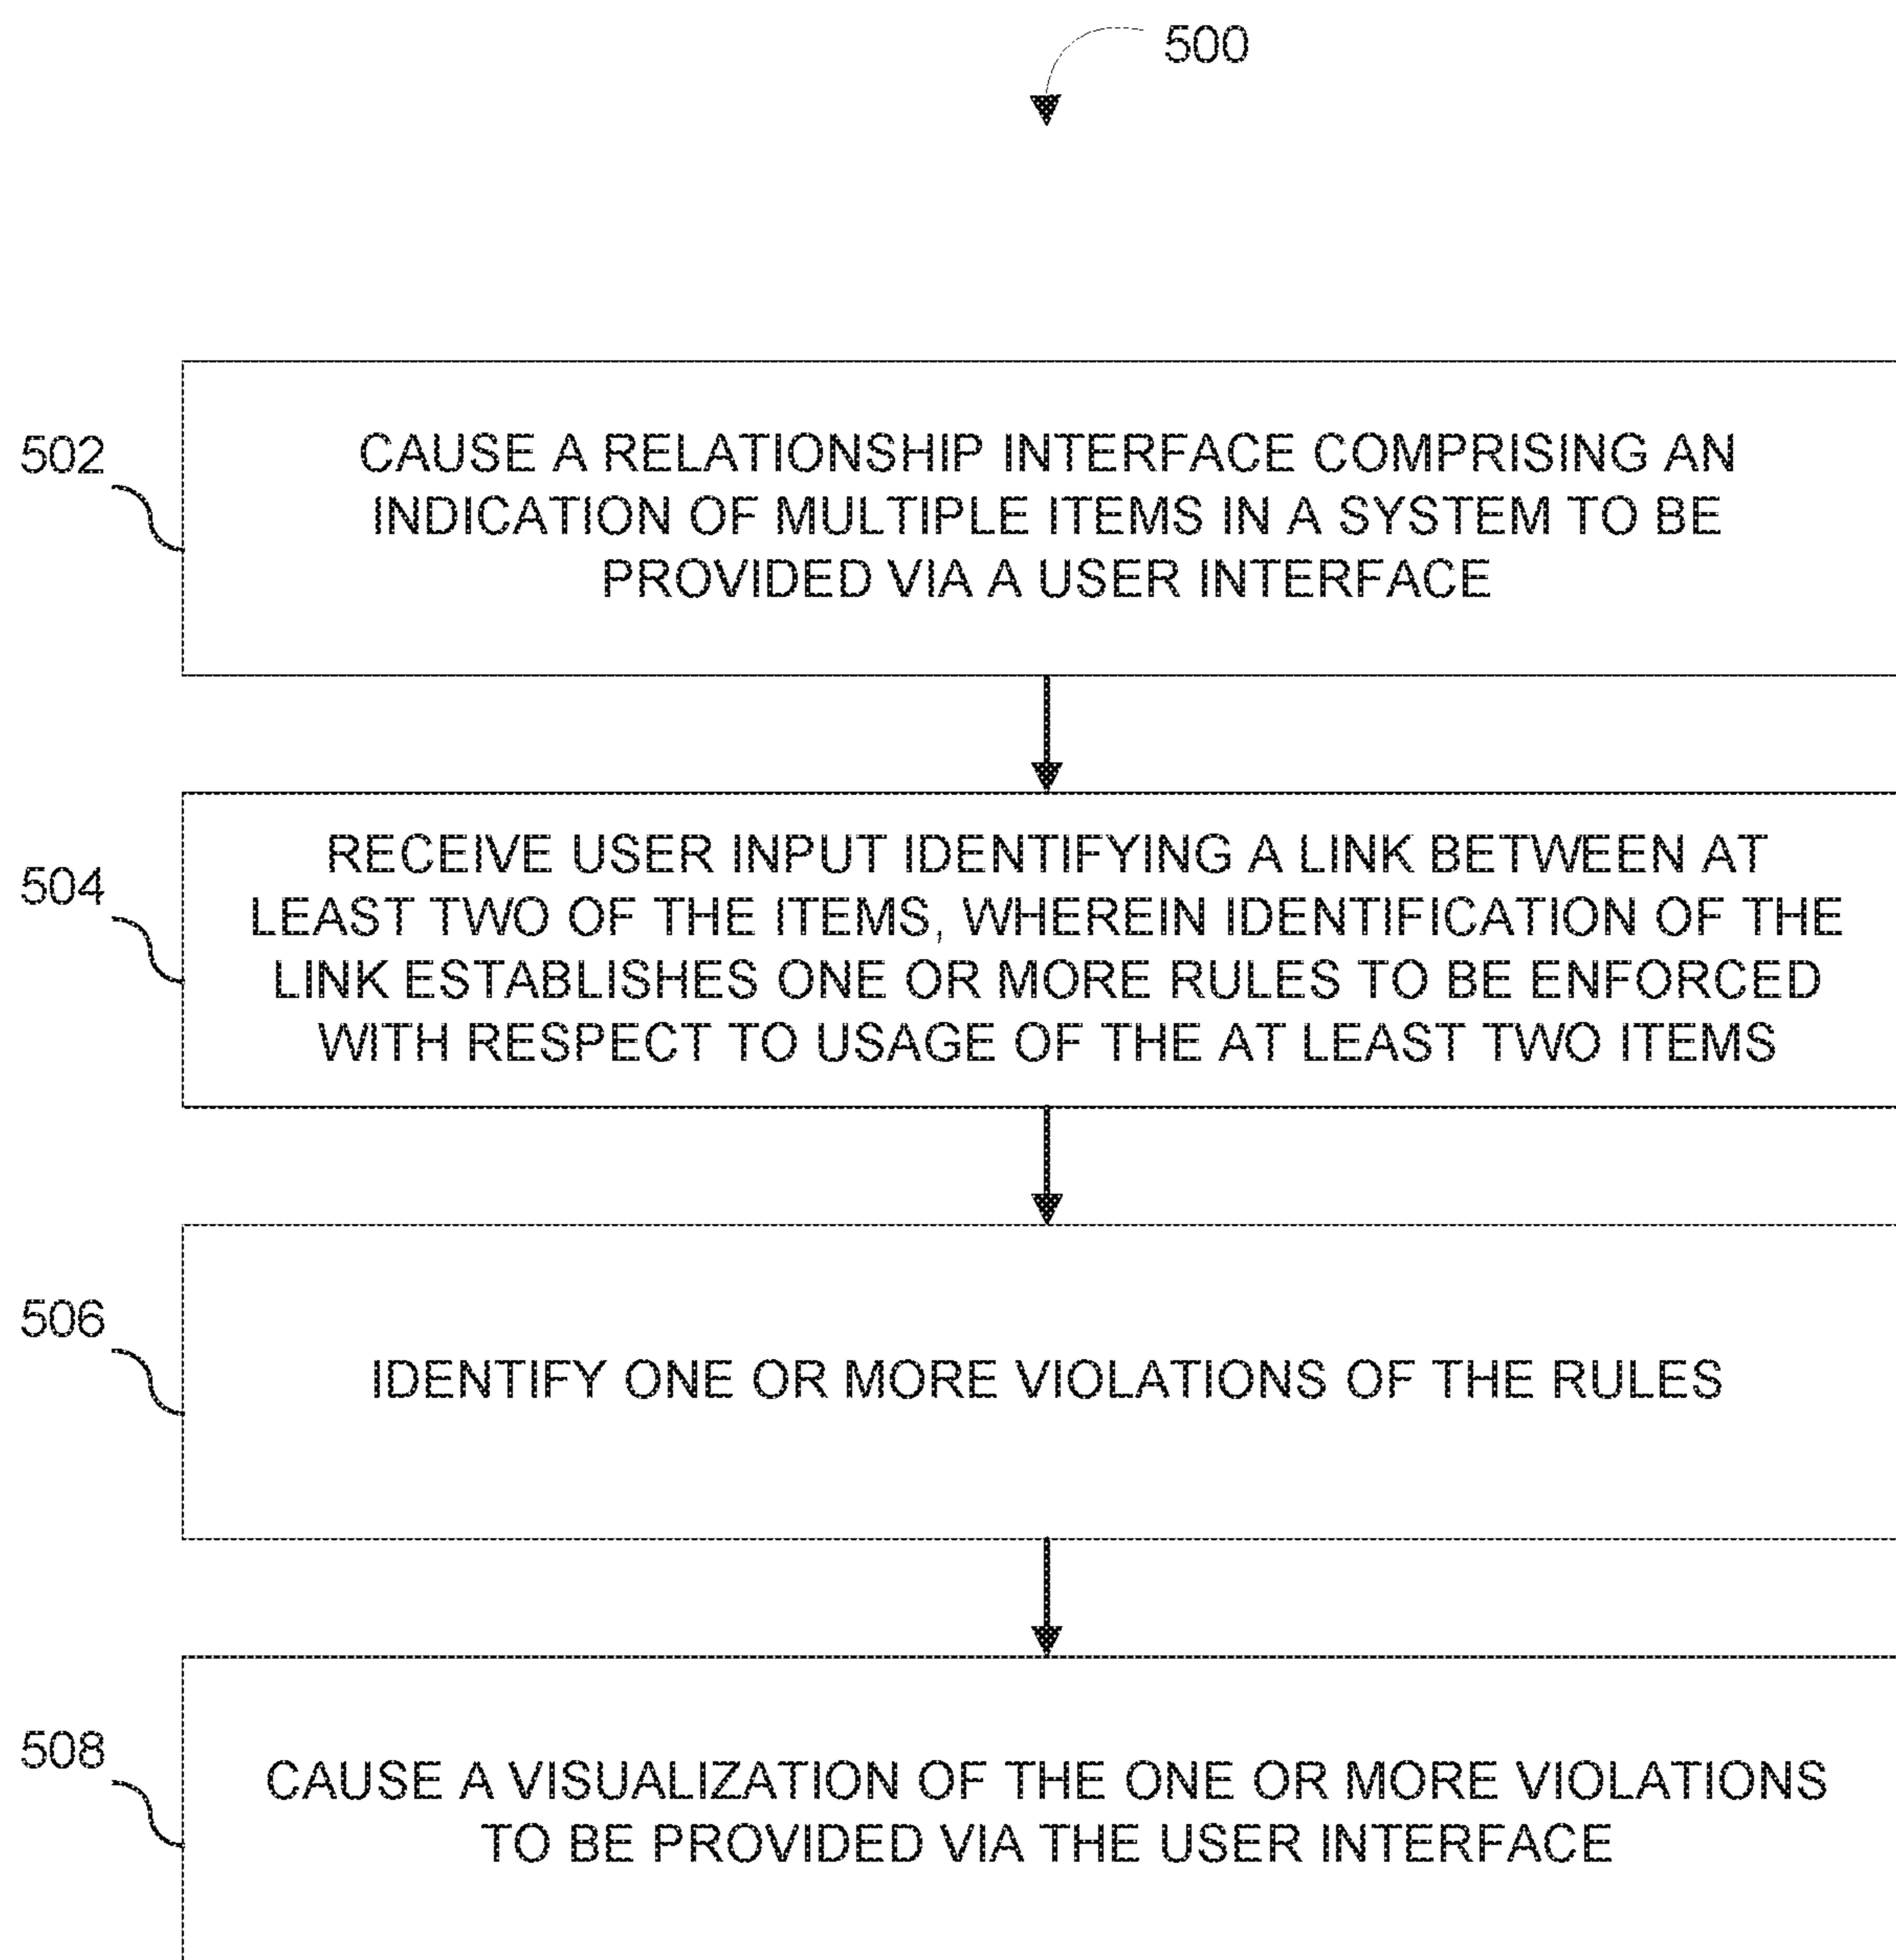 500
502
CAUSE A RELATIONSHIP INTERFACE COMPRISING AN
INDICATION OF MULTIPLE ITEMS IN A SYSTEM TO BE
PROVIDED VIA A USER INTERFACE
504
RECEIVE USER INPUT IDENTIFYING A LINK BETWEEN AT
LEAST TWO OF THE ITEMS, WHEREIN IDENTIFICATION OF THE
LINK ESTABLISHES ONE OR MORE RULES TO BE ENFORCED
WITH RESPECT TO USAGE OF THE AT LEAST TWO ITEMS
506
IDENTIFY ONE OR MORE VIOLATIONS OF THE RULES
508
CAUSE A VISUALIZATION OF THE ONE OR MORE VIOLATIONS
TO BE PROVIDED VIA THE USER INTERFACE